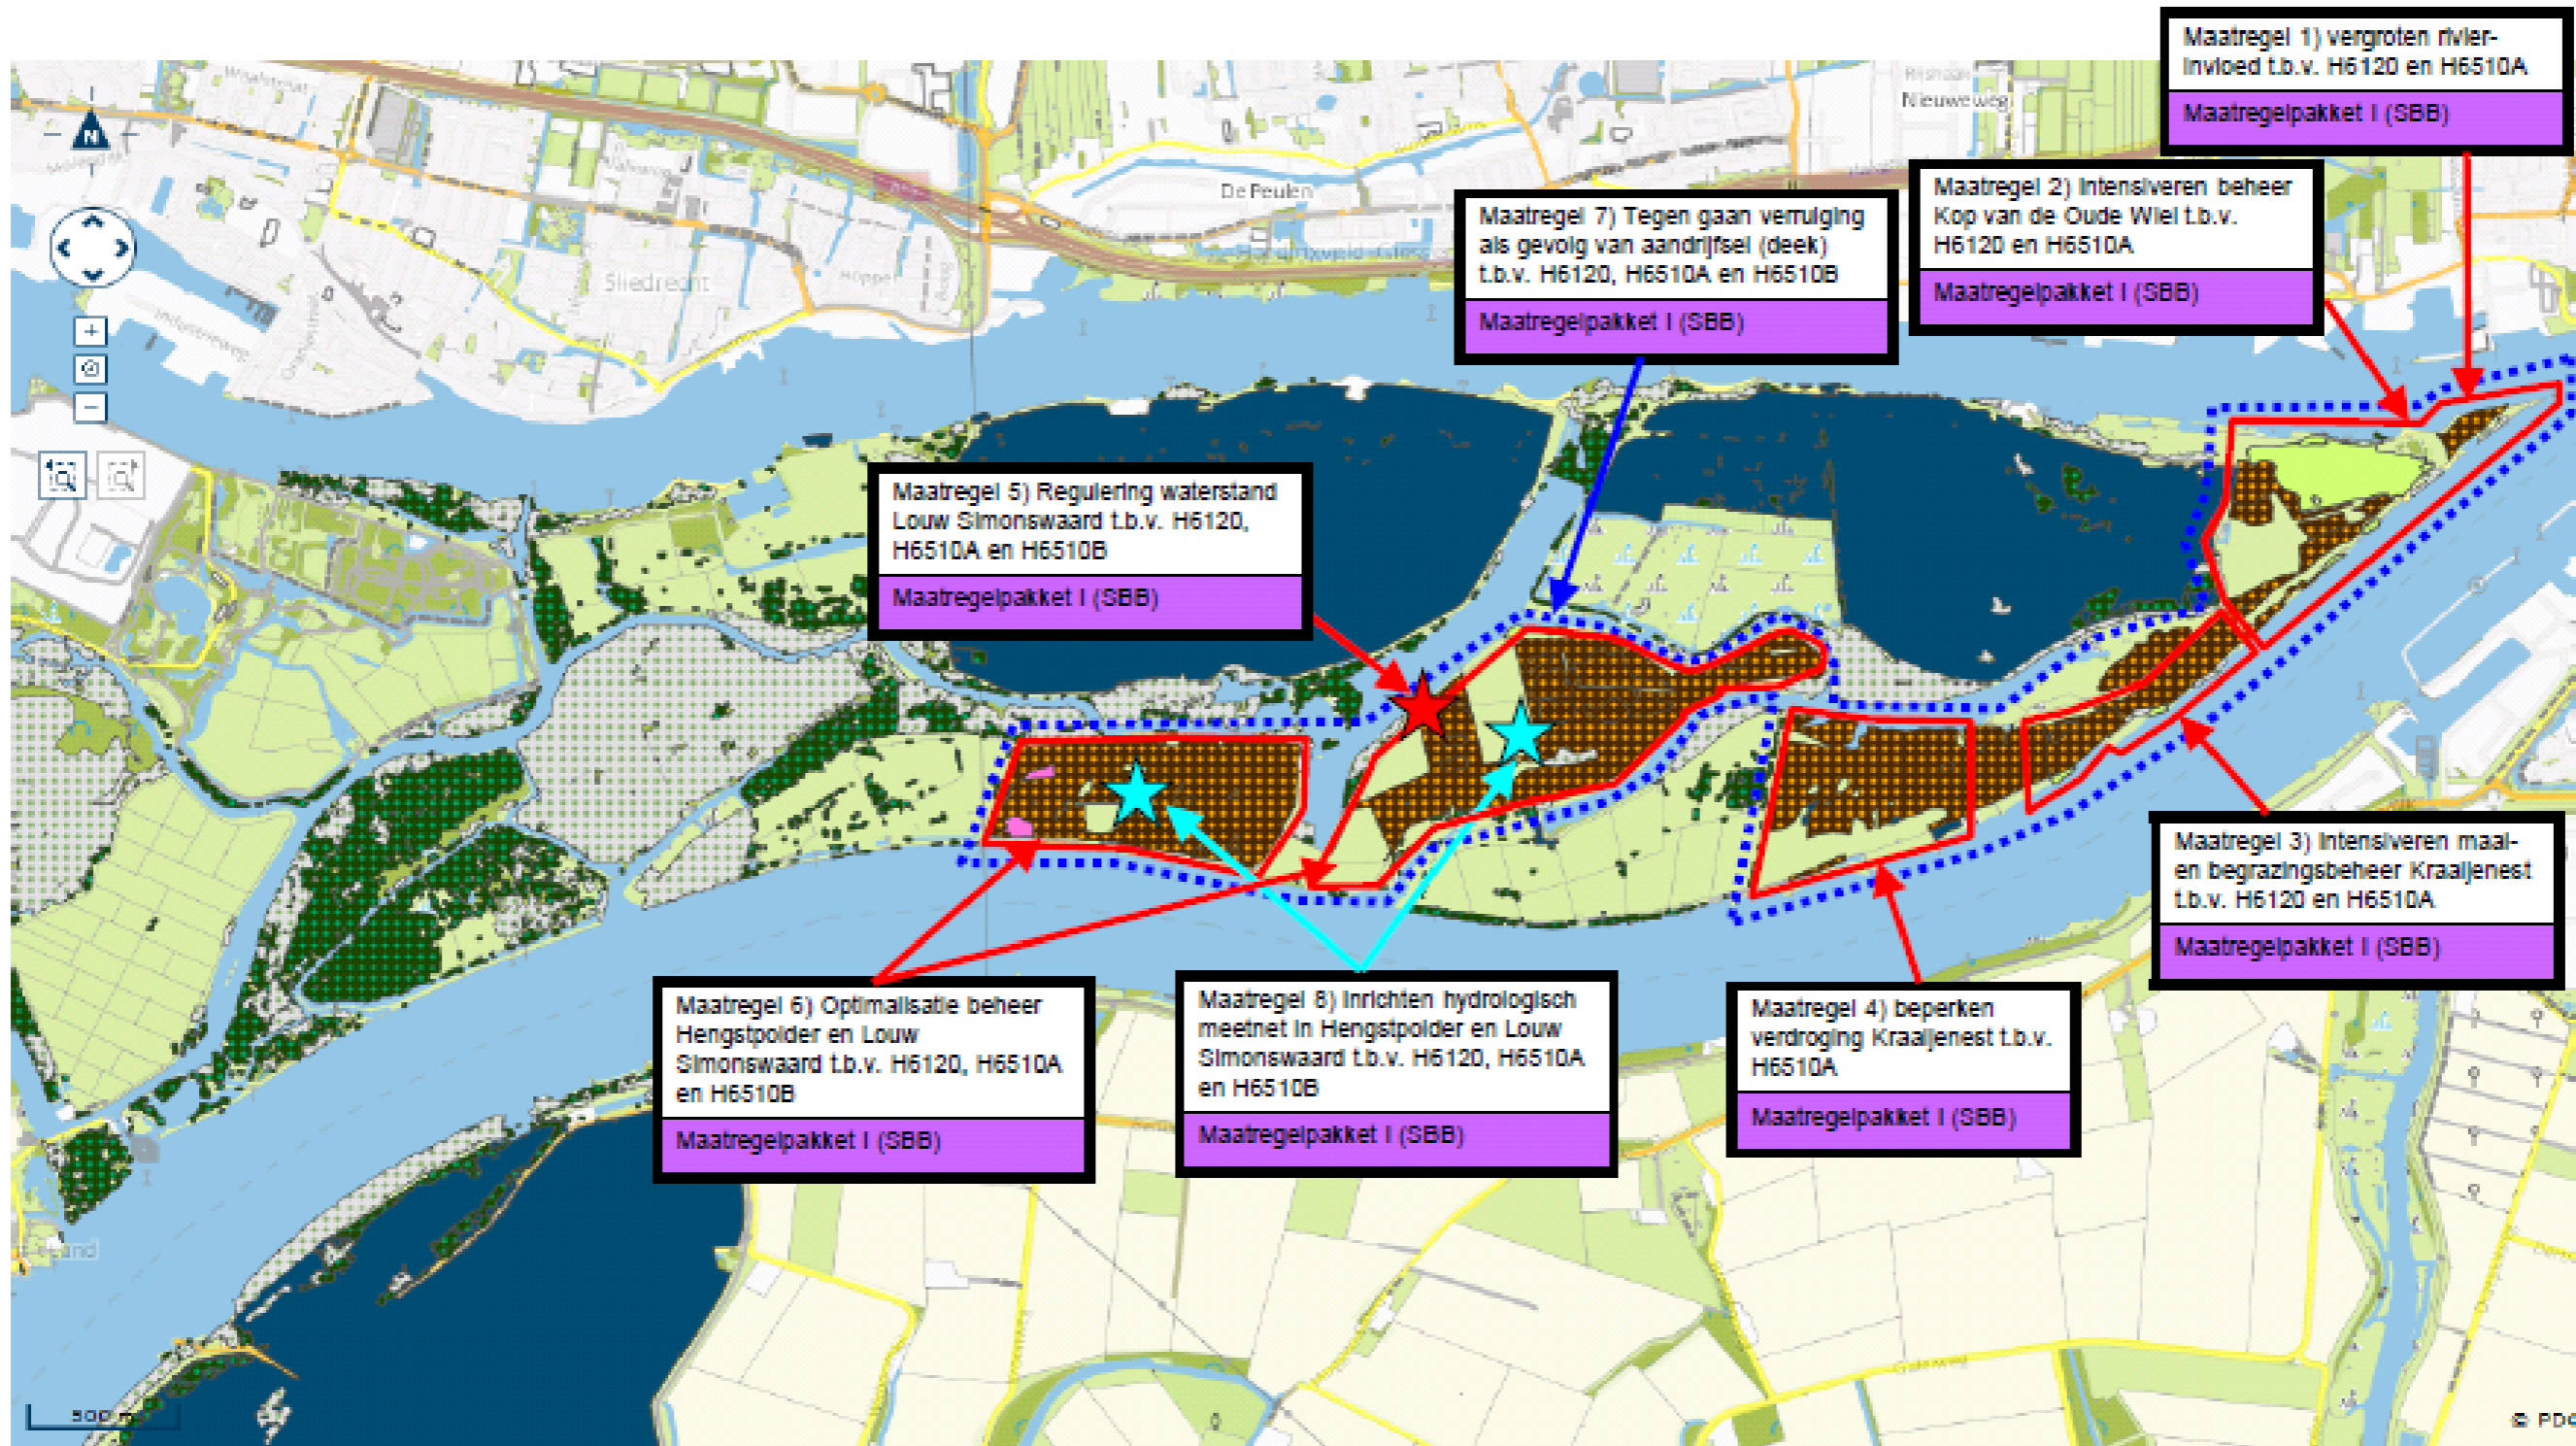 Maatregel 1) vergroten rivier-
invloed t.b.v. H6120 en H6510A
Maatregelpakket I (SBB)
Maatregel 2) Intensiveren beheer
Kop van de Oude Wiel t.b.v.
H6120 en H6510A
Maatregelpakket I (SBB)
Maatregel 7) Tegen gaan verruiging
als gevolg van aandrijfsel (deek)
t.b.v. H6120, H6510A en H6510B
Maatregelpakket I (SBB)
Maatregel 5) Regulering waterstand
Louw Simonswaard t.b.v. H6120,
H6510A en H6510B
Maatregelpakket I (SBB)
Maatregel 3) Intensiveren maai-
en begrazingsbeheer Kraaijenest
t.b.v. H6120 en H6510A
Maatregelpakket I (SBB)
Maatregel 6) Optimalisatie beheer
Hengstpolder en Louw
Simonswaard t.b.v. H6120, H6510A
en H6510B
Maatregelpakket I (SBB)
Maatregel 8) Inrichten hydrologisch
meetnet in Hengstpolder en Louw
Simonswaard t.b.v. H6120, H6510A
en H6510B
Maatregelpakket I (SBB)
Maatregel 4) beperken
verdroging Kraaijenest t.b.v.
H6510A
Maatregelpakket I (SBB)
N
Nieuweweg
De Peulen
Sliedrecht
Industrieweg
500 m